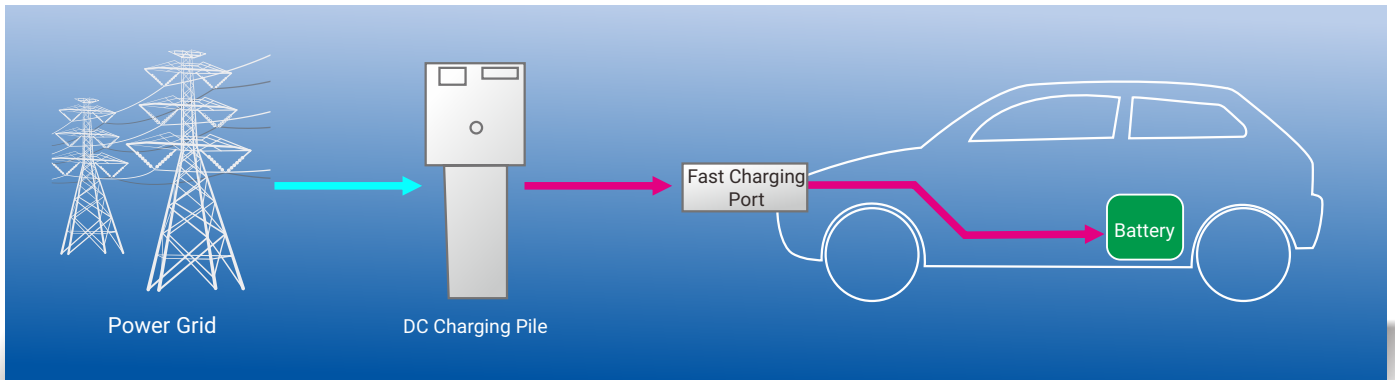 Fast Charging
Port
Battery
Power Grid
DC Charging Pile